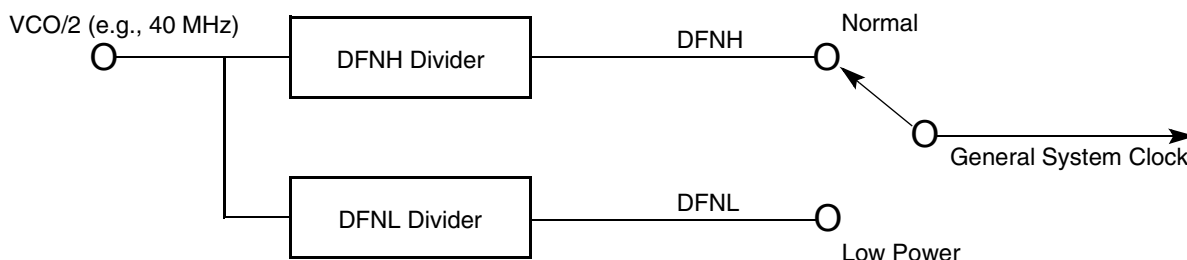 VCO/2 (e.g., 40 MHz)
DFNH Divider
DFNH
Normal
General System Clock
DFNL Divider
DFNL
Low Power